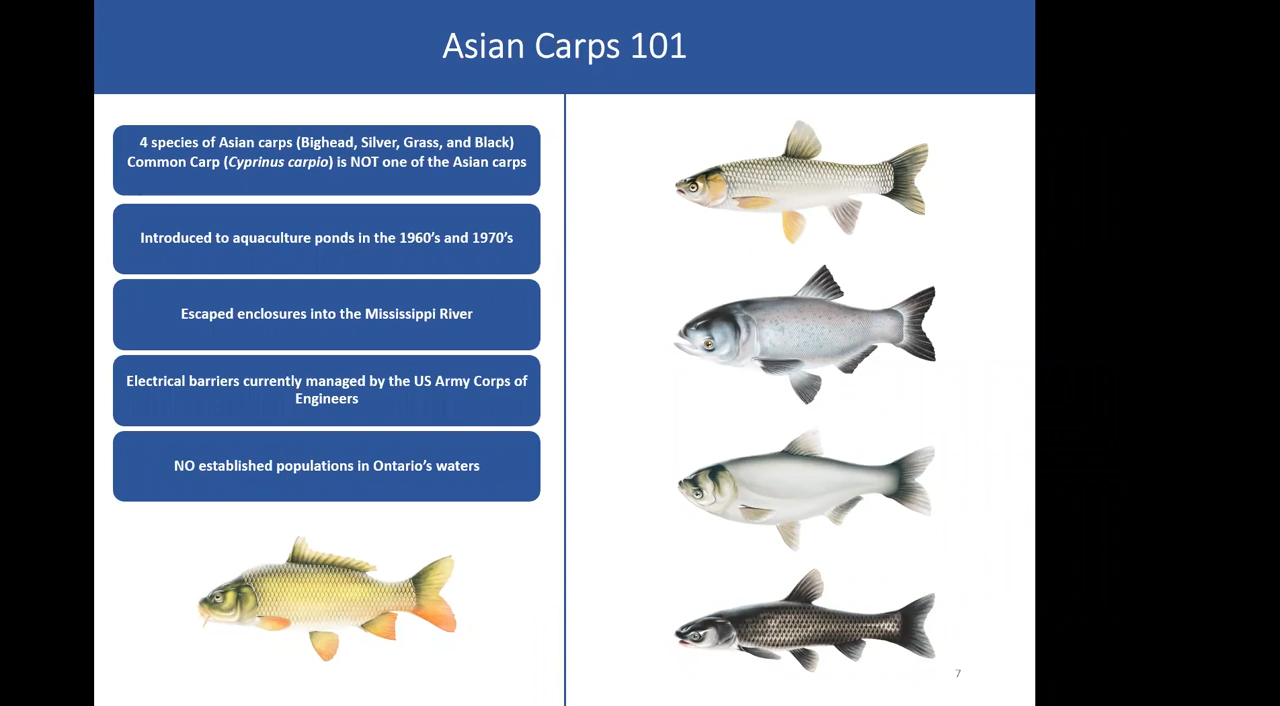 Asian Carps 101
4 species of Asian carps (Bighead, Silver, Grass, and Black)
Common Carp (Cyprinus carpio) is NOT one of the Asian carps
Introduced to aquaculture ponds in the 1960’s and 1970’s
Escaped enclosures into the Mississippi River
Electrical barriers currently managed by the US Army Corps of
Engineers
NO established populations in Ontario’s waters
7